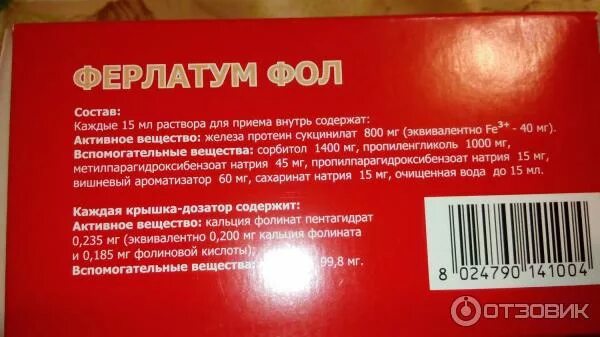 ФЕРЛАТУМ ФОЛ
Состав:
Каждые 15 мл раствора для приема внутрь содержат:
Активное вещество: железа протеин сукцинилат 800 мг (эквивалентно Fe³⁺ - 40 мг).
Вспомогательные вещества: сорбитол 1400 мг, пропиленгликоль 1000 мг,
метилпарагидроксибензоат натрия 45 мг, пропилпарагидроксибензоат натрия 15 мг,
вишневый ароматизатор 60 мг, сахаринат натрия 15 мг, очищенная вода до 15 мл.
Каждая крышка-дозатор содержит:
Активное вещество: кальция фолинат пентагидрат
0,235 мг (эквивалентно 0,200 мг кальция фолината
и 0,185 мг фолиновой кислоты).
Вспомогательные вещества: 99,8 мг.
8 024790 141004
ОТЗОВИК